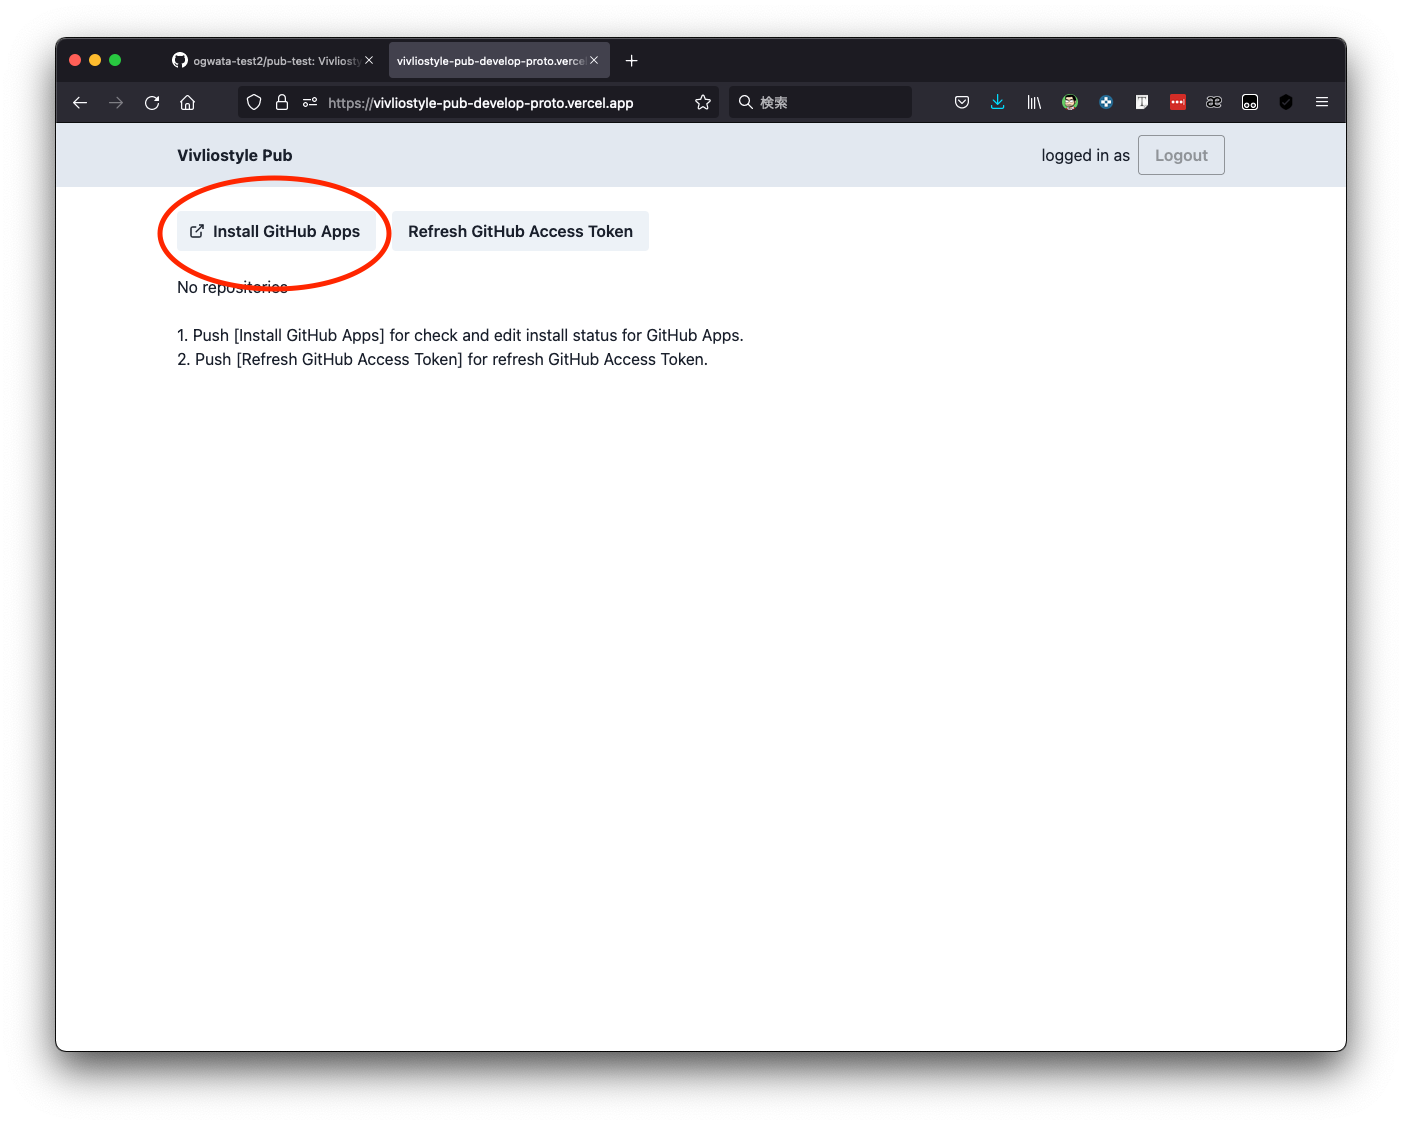 ogwata-test2/pub-test: Vivliosty
vivliostyle-pub-develop-proto.verce
https://vivliostyle-pub-develop-proto.vercel.app
検索
Vivliostyle Pub
logged in as
Logout
Install GitHub Apps
Refresh GitHub Access Token
No repositories
1. Push [Install GitHub Apps] for check and edit install status for GitHub Apps.
2. Push [Refresh GitHub Access Token] for refresh GitHub Access Token.